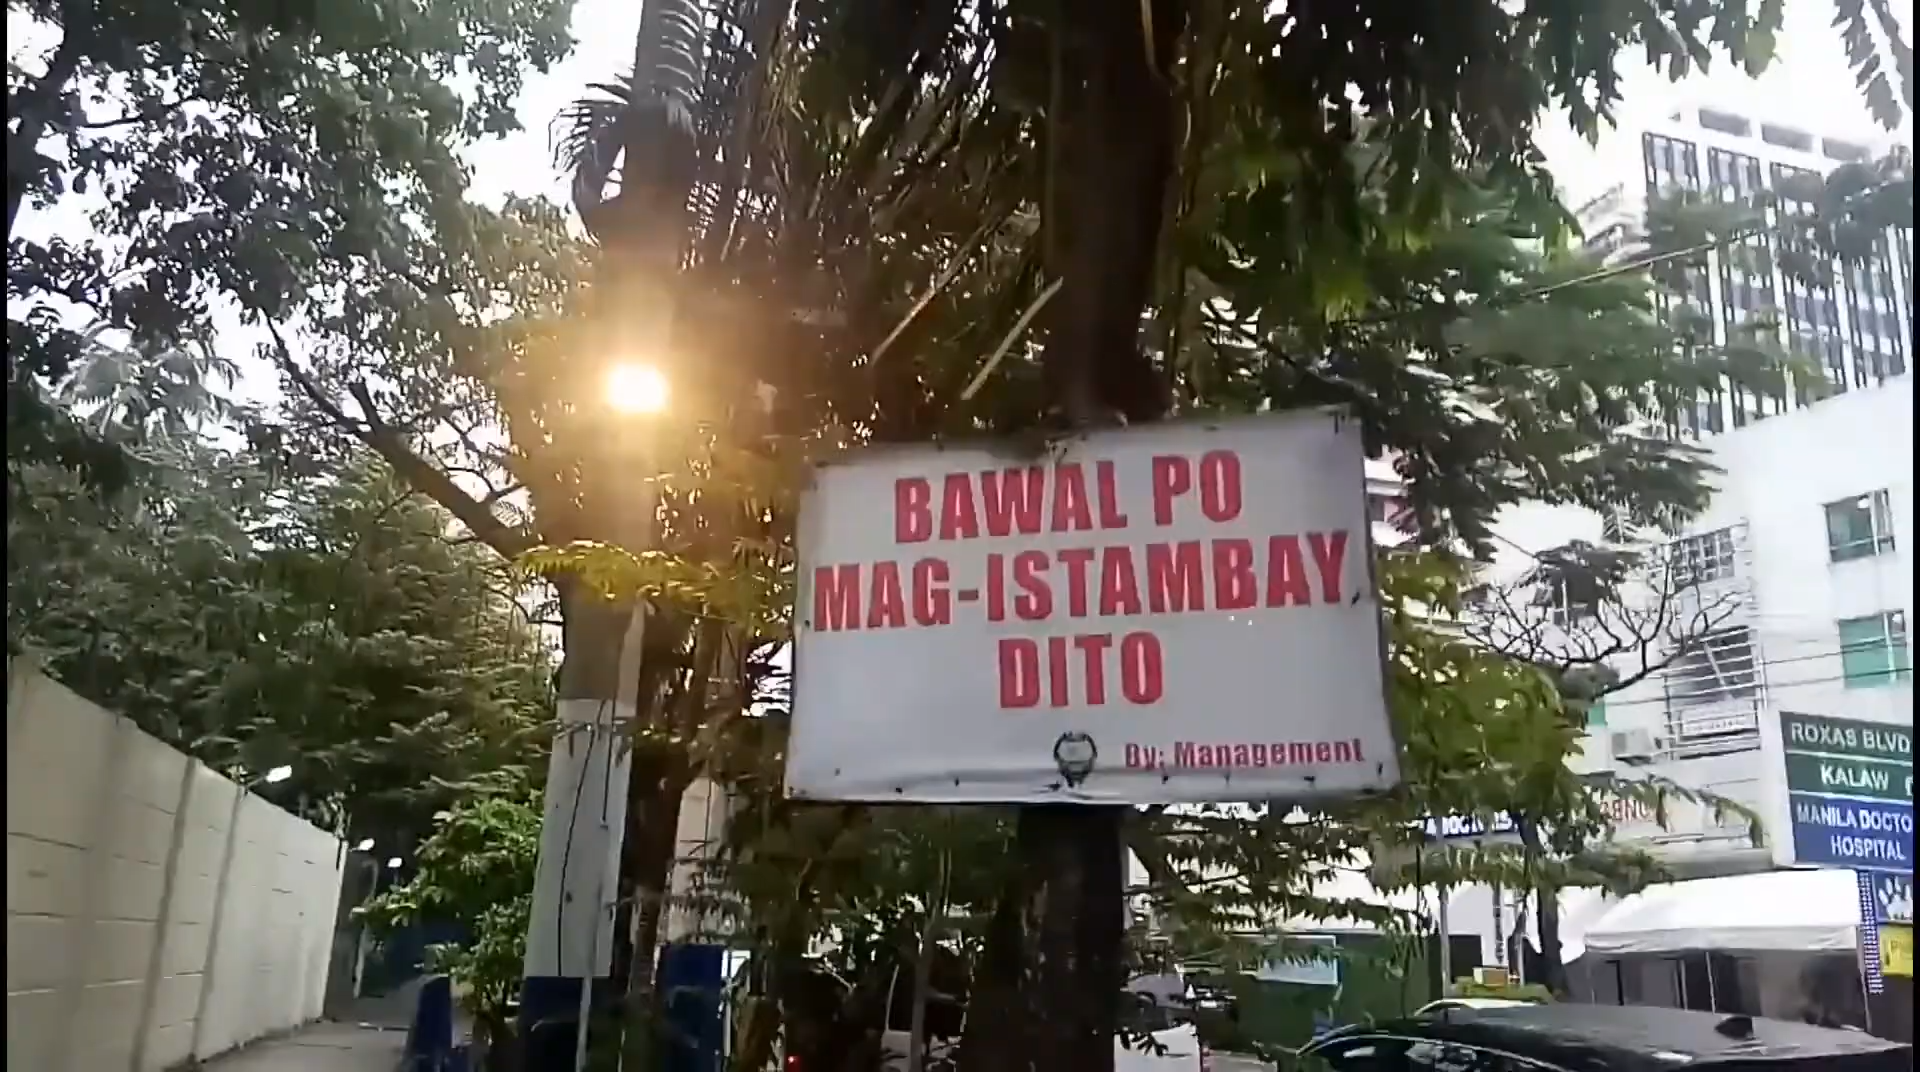 BAWAL PO
MAG-ISTAMBAY
DITO
By: Management
ROXAS BLVD
KALAW
MANILA DOCTO
HOSPITAL